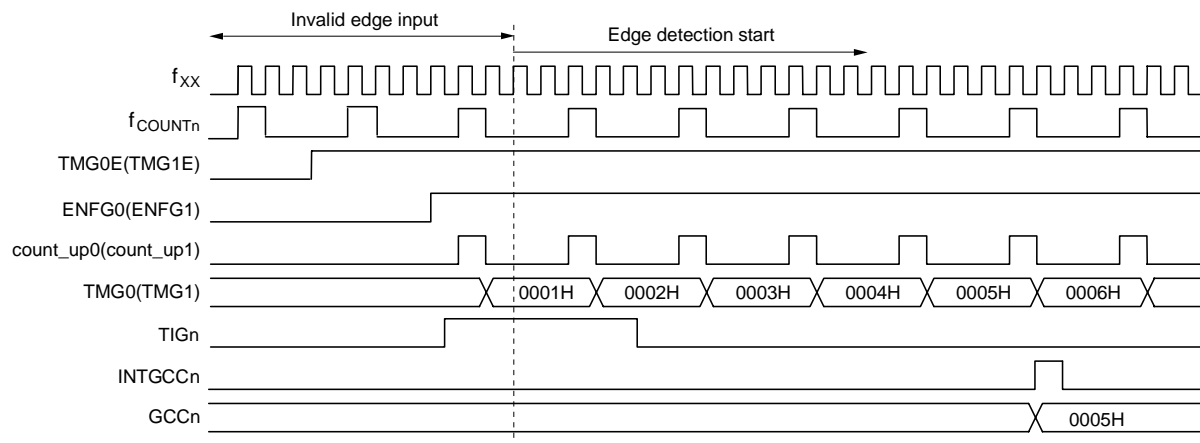 Invalid edge input
Edge detection start
fXX
fCOUNTn
TMG0E(TMG1E)
ENFG0(ENFG1)
count_up0(count_up1)
TMG0(TMG1) 0001H 0002H 0003H 0004H 0005H 0006H
TIGn
INTGCCn
GCCn 0005H